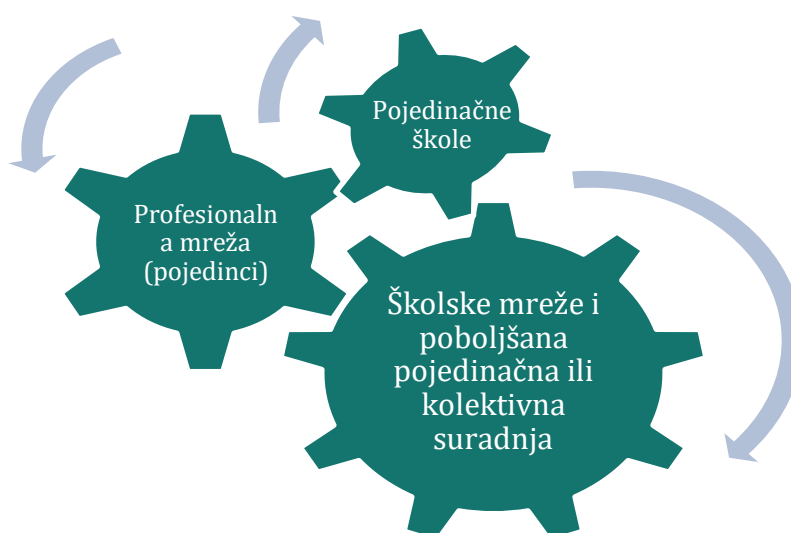 Pojedinačne
škole
Profesionaln
a mreža
(pojedinci)
Školske mreže i
poboljšana
pojedinačna ili
kolektivna
suradnja